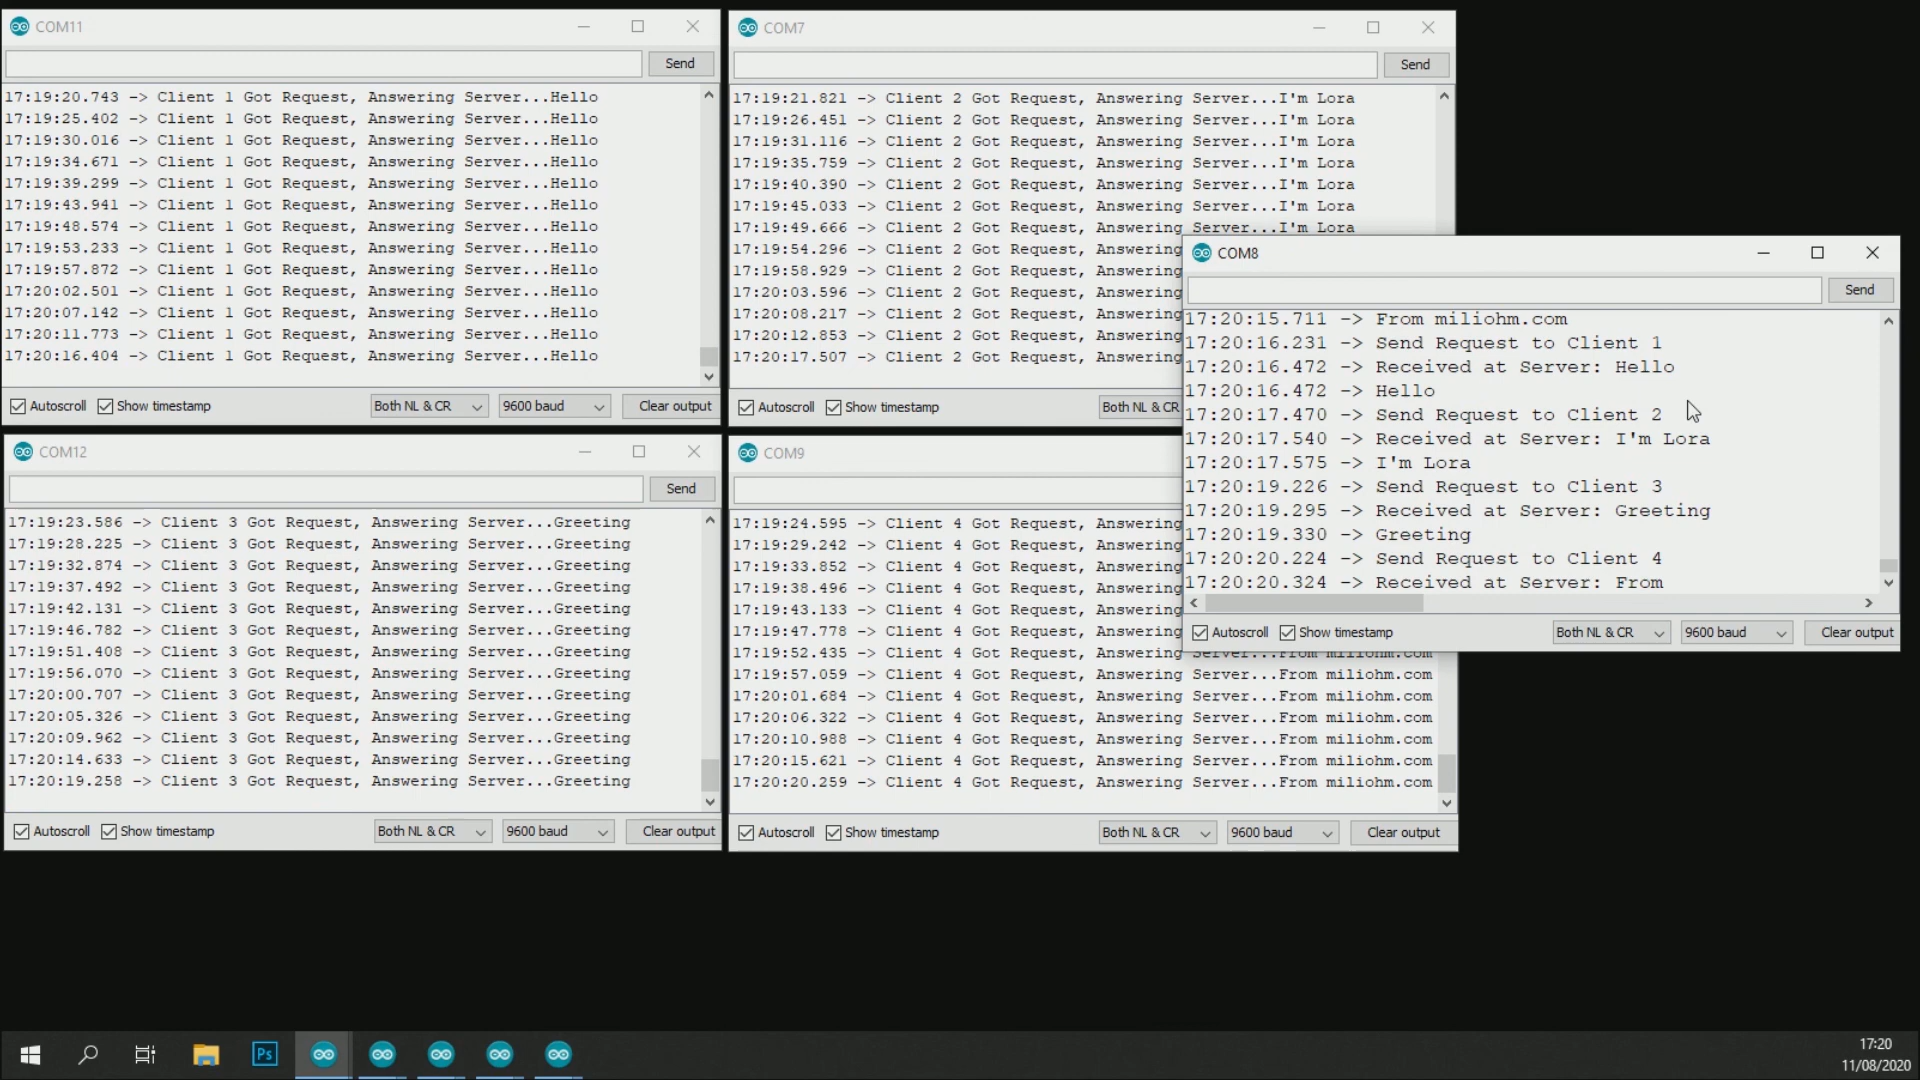 COM11
Send
17:19:20.743 -> Client 1 Got Request, Answering Server...Hello
17:19:25.402 -> Client 1 Got Request, Answering Server...Hello
17:19:30.016 -> Client 1 Got Request, Answering Server...Hello
17:19:34.671 -> Client 1 Got Request, Answering Server...Hello
17:19:39.299 -> Client 1 Got Request, Answering Server...Hello
17:19:43.941 -> Client 1 Got Request, Answering Server...Hello
17:19:48.574 -> Client 1 Got Request, Answering Server...Hello
17:19:53.233 -> Client 1 Got Request, Answering Server...Hello
17:19:57.872 -> Client 1 Got Request, Answering Server...Hello
17:20:02.501 -> Client 1 Got Request, Answering Server...Hello
17:20:07.142 -> Client 1 Got Request, Answering Server...Hello
17:20:11.773 -> Client 1 Got Request, Answering Server...Hello
17:20:16.404 -> Client 1 Got Request, Answering Server...Hello
Autoscroll Show timestamp Both NL & CR 9600 baud Clear output
COM7
Send
17:19:21.821 -> Client 2 Got Request, Answering Server...I'm Lora
17:19:26.451 -> Client 2 Got Request, Answering Server...I'm Lora
17:19:31.116 -> Client 2 Got Request, Answering Server...I'm Lora
17:19:35.759 -> Client 2 Got Request, Answering Server...I'm Lora
17:19:40.390 -> Client 2 Got Request, Answering Server...I'm Lora
17:19:45.033 -> Client 2 Got Request, Answering Server...I'm Lora
17:19:49.666 -> Client 2 Got Request, Answering Server...I'm Lora
17:19:54.296 -> Client 2 Got Request, Answering
17:19:58.929 -> Client 2 Got Request, Answering
17:20:03.596 -> Client 2 Got Request, Answering
17:20:08.217 -> Client 2 Got Request, Answering
17:20:12.853 -> Client 2 Got Request, Answering
17:20:17.507 -> Client 2 Got Request, Answering
Autoscroll Show timestamp Both NL & CR
COM8
Send
17:20:15.711 -> From miliohm.com
17:20:16.231 -> Send Request to Client 1
17:20:16.472 -> Received at Server: Hello
17:20:16.472 -> Hello
17:20:17.470 -> Send Request to Client 2
17:20:17.540 -> Received at Server: I'm Lora
17:20:17.575 -> I'm Lora
17:20:19.226 -> Send Request to Client 3
17:20:19.295 -> Received at Server: Greeting
17:20:19.330 -> Greeting
17:20:20.224 -> Send Request to Client 4
17:20:20.324 -> Received at Server: From
Autoscroll Show timestamp Both NL & CR 9600 baud Clear output
COM12
Send
17:19:23.586 -> Client 3 Got Request, Answering Server...Greeting
17:19:28.225 -> Client 3 Got Request, Answering Server...Greeting
17:19:32.874 -> Client 3 Got Request, Answering Server...Greeting
17:19:37.492 -> Client 3 Got Request, Answering Server...Greeting
17:19:42.131 -> Client 3 Got Request, Answering Server...Greeting
17:19:46.782 -> Client 3 Got Request, Answering Server...Greeting
17:19:51.408 -> Client 3 Got Request, Answering Server...Greeting
17:19:56.070 -> Client 3 Got Request, Answering Server...Greeting
17:20:00.707 -> Client 3 Got Request, Answering Server...Greeting
17:20:05.326 -> Client 3 Got Request, Answering Server...Greeting
17:20:09.962 -> Client 3 Got Request, Answering Server...Greeting
17:20:14.633 -> Client 3 Got Request, Answering Server...Greeting
17:20:19.258 -> Client 3 Got Request, Answering Server...Greeting
Autoscroll Show timestamp Both NL & CR 9600 baud Clear output
COM9
17:19:24.595 -> Client 4 Got Request, Answering
17:19:29.242 -> Client 4 Got Request, Answering
17:19:33.852 -> Client 4 Got Request, Answering
17:19:38.496 -> Client 4 Got Request, Answering
17:19:43.133 -> Client 4 Got Request, Answering
17:19:47.778 -> Client 4 Got Request, Answering
17:19:52.435 -> Client 4 Got Request, Answering Server...From miliohm.com
17:19:57.059 -> Client 4 Got Request, Answering Server...From miliohm.com
17:20:01.684 -> Client 4 Got Request, Answering Server...From miliohm.com
17:20:06.322 -> Client 4 Got Request, Answering Server...From miliohm.com
17:20:10.988 -> Client 4 Got Request, Answering Server...From miliohm.com
17:20:15.621 -> Client 4 Got Request, Answering Server...From miliohm.com
17:20:20.259 -> Client 4 Got Request, Answering Server...From miliohm.com
Autoscroll Show timestamp Both NL & CR 9600 baud Clear output
Ps
17:20
11/08/2020